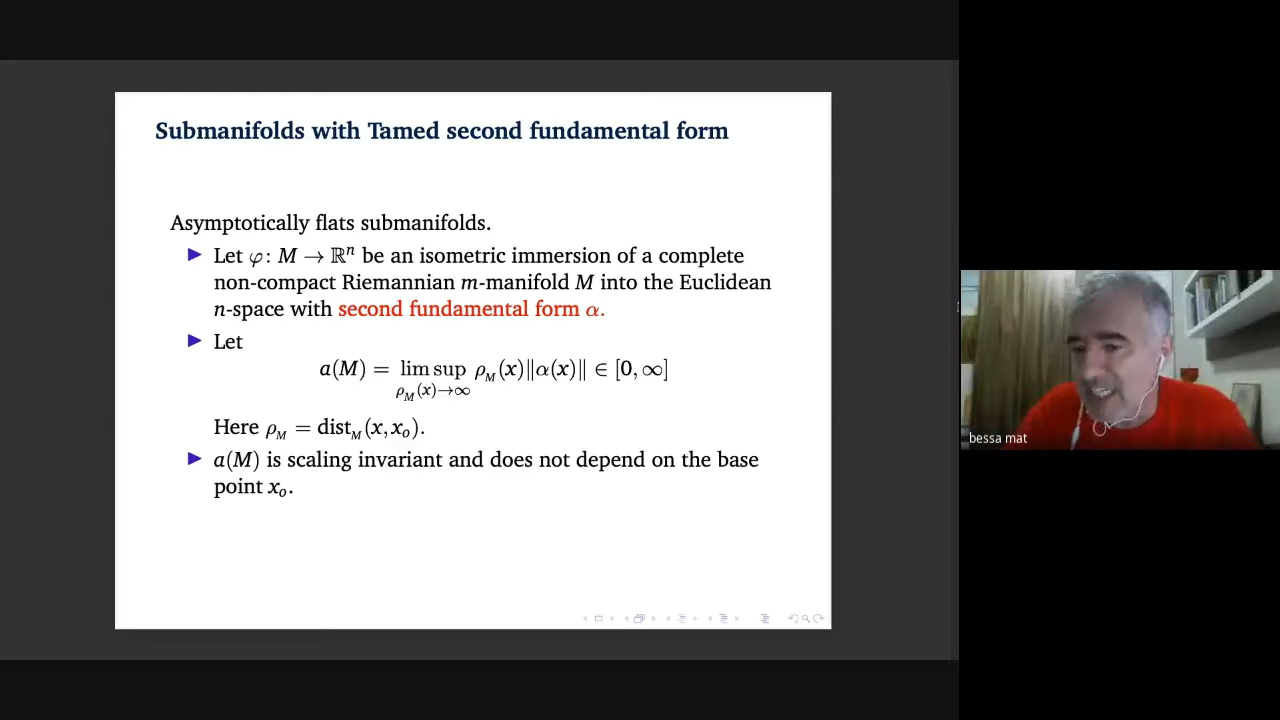 Submanifolds with Tamed second fundamental form
Asymptotically flats submanifolds.
▶ Let φ: M → ℝⁿ be an isometric immersion of a complete
non-compact Riemannian m-manifold M into the Euclidean
n-space with second fundamental form α.
▶ Let
a(M) = lim sup ρ_M(x)‖α(x)‖ ∈ [0, ∞]
ρ_M(x)→∞
Here ρ_M = dist_M(x, x_o).
▶ a(M) is scaling invariant and does not depend on the base
point x_o.
bessa mat